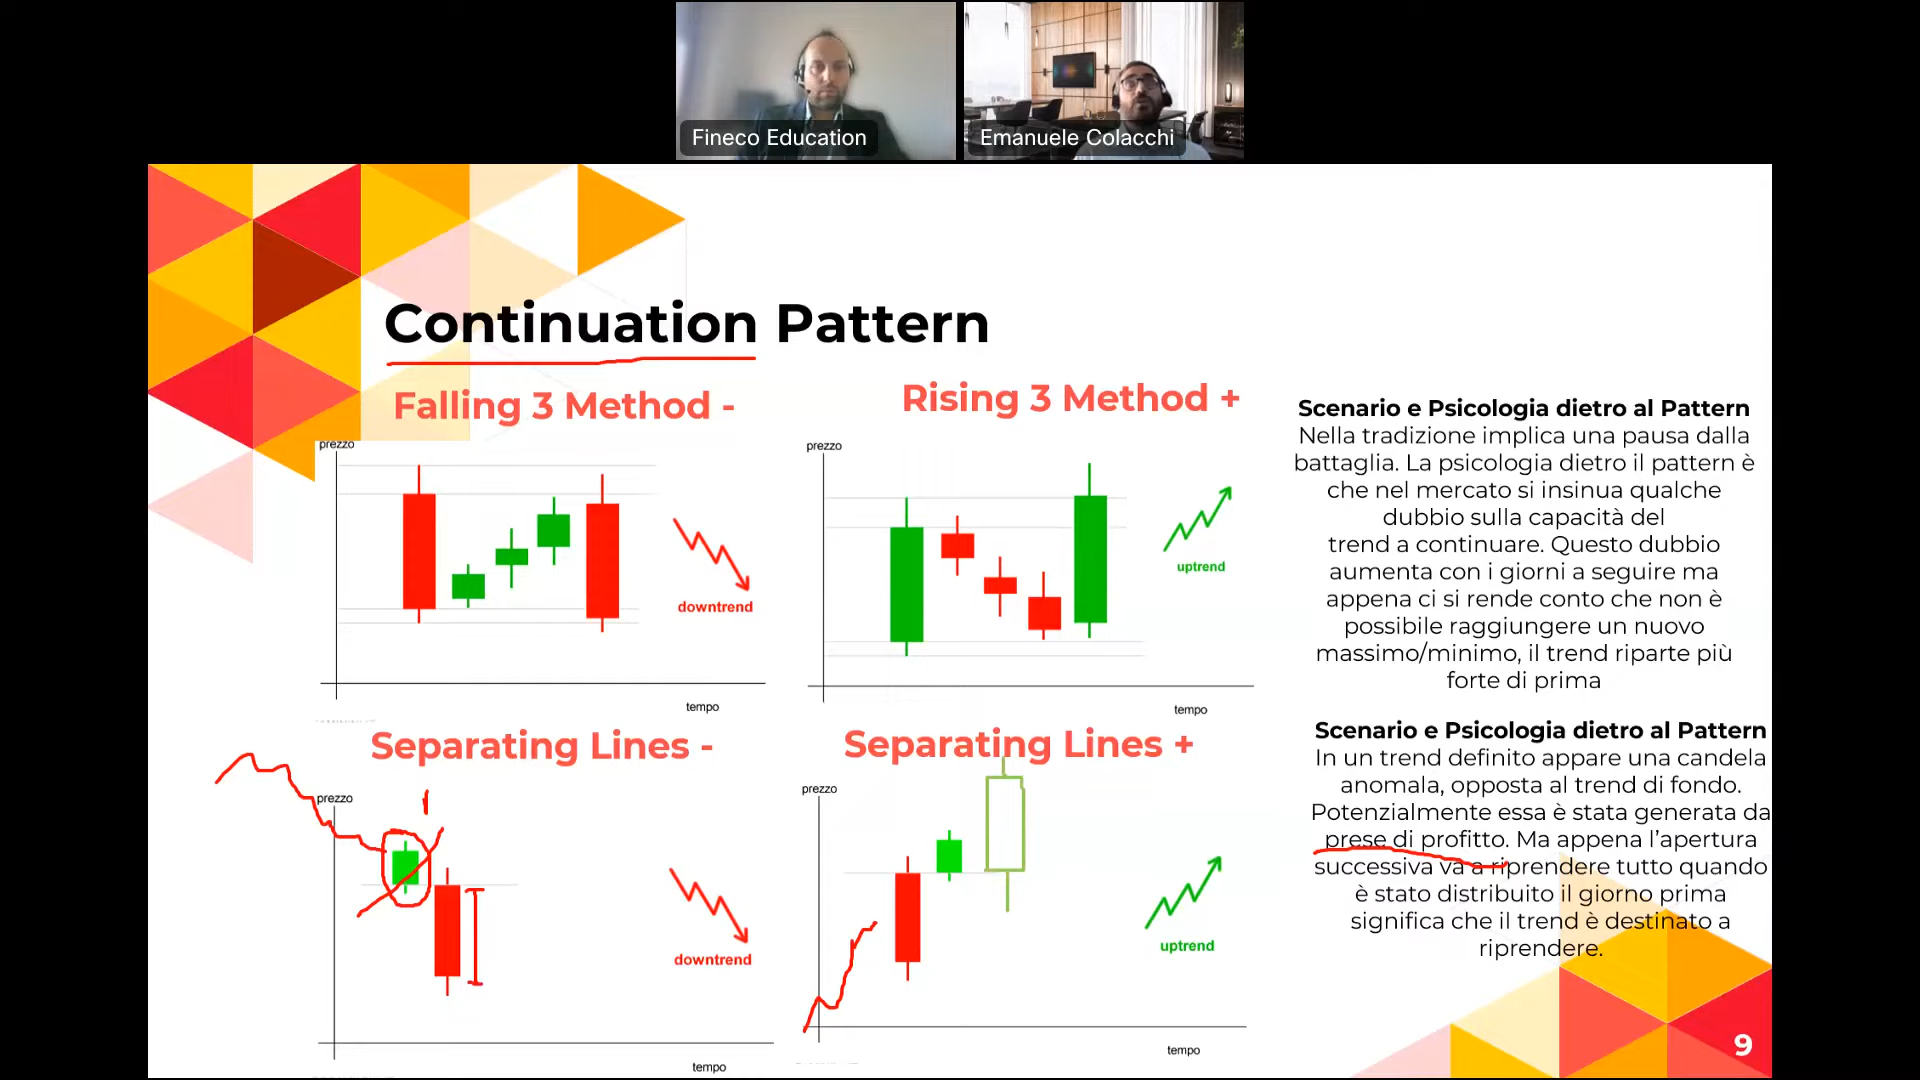 Fineco Education
Emanuele Colacchi
Continuation Pattern
Falling 3 Method -
Rising 3 Method +
prezzo
downtrend
tempo
prezzo
uptrend
tempo
Scenario e Psicologia dietro al Pattern
Nella tradizione implica una pausa dalla
battaglia. La psicologia dietro il pattern è
che nel mercato si insinua qualche
dubbio sulla capacità del
trend a continuare. Questo dubbio
aumenta con i giorni a seguire ma
appena ci si rende conto che non è
possibile raggiungere un nuovo
massimo/minimo, il trend riparte più
forte di prima
Separating Lines -
Separating Lines +
prezzo
downtrend
tempo
prezzo
uptrend
tempo
Scenario e Psicologia dietro al Pattern
In un trend definito appare una candela
anomala, opposta al trend di fondo.
Potenzialmente essa è stata generata da
prese di profitto. Ma appena l'apertura
successiva va a riprendere tutto quando
è stato distribuito il giorno prima
significa che il trend è destinato a
riprendere.
9